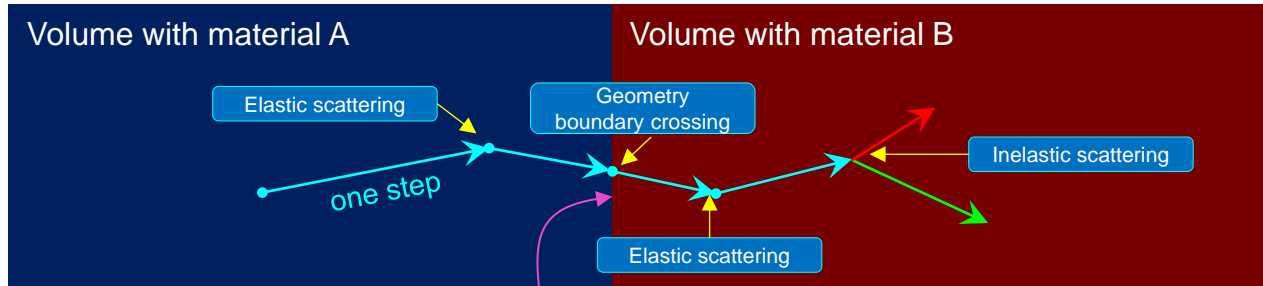 Volume with material A
Volume with material B
Elastic scattering
Geometry
boundary crossing
Inelastic scattering
one step
Elastic scattering